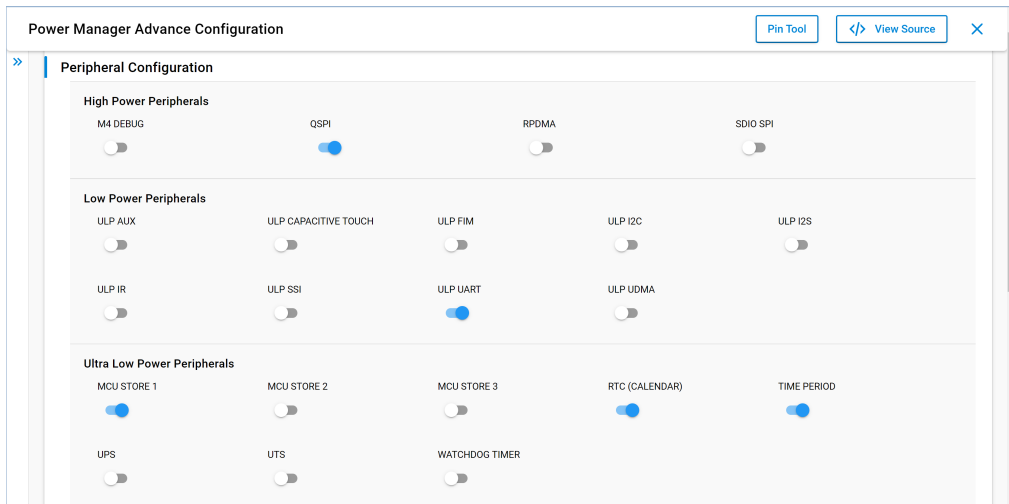 Power Manager Advance Configuration
Pin Tool
</> View Source
Peripheral Configuration
High Power Peripherals
M4 DEBUG QSPI RPDMA SDIO SPI
Low Power Peripherals
ULP AUX ULP CAPACITIVE TOUCH ULP FIM ULP I2C ULP I2S
ULP IR ULP SSI ULP UART ULP UDMA
Ultra Low Power Peripherals
MCU STORE 1 MCU STORE 2 MCU STORE 3 RTC (CALENDAR) TIME PERIOD
UPS UTS WATCHDOG TIMER